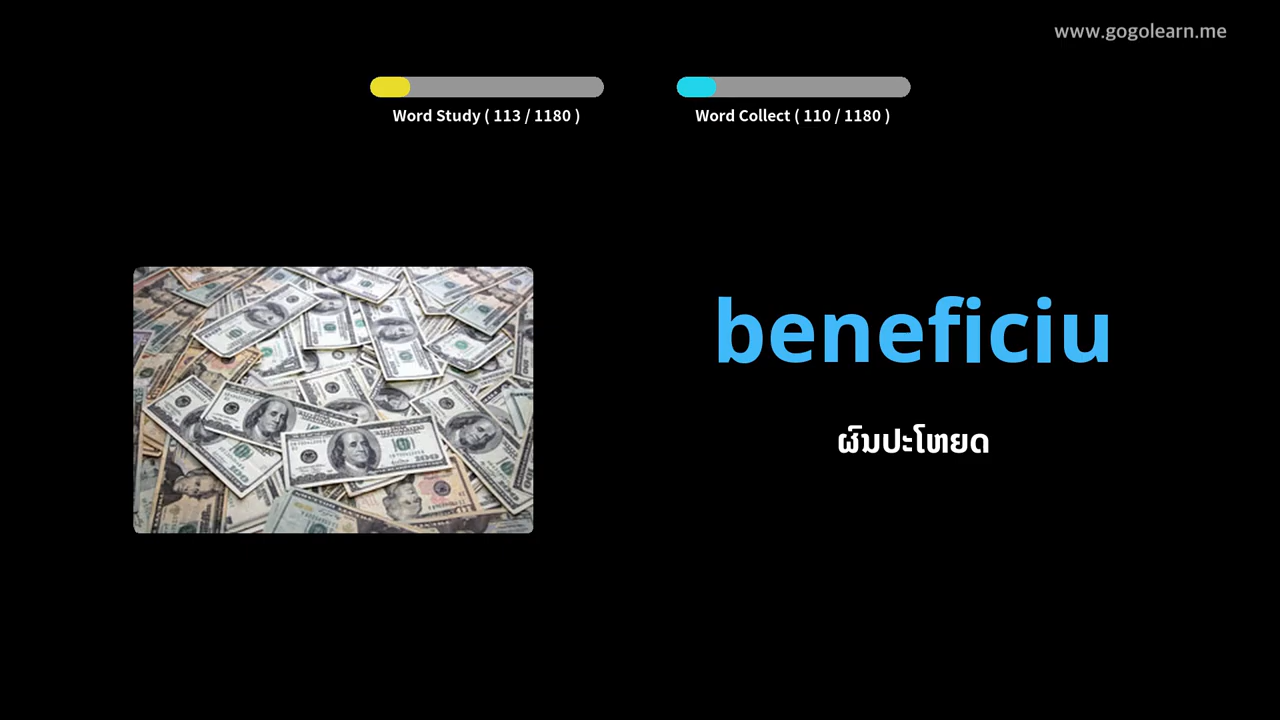 www.gogolearn.me
Word Study ( 113 / 1180 )
Word Collect ( 110 / 1180 )
beneficiu
ຜົນປະໂຫຍດ